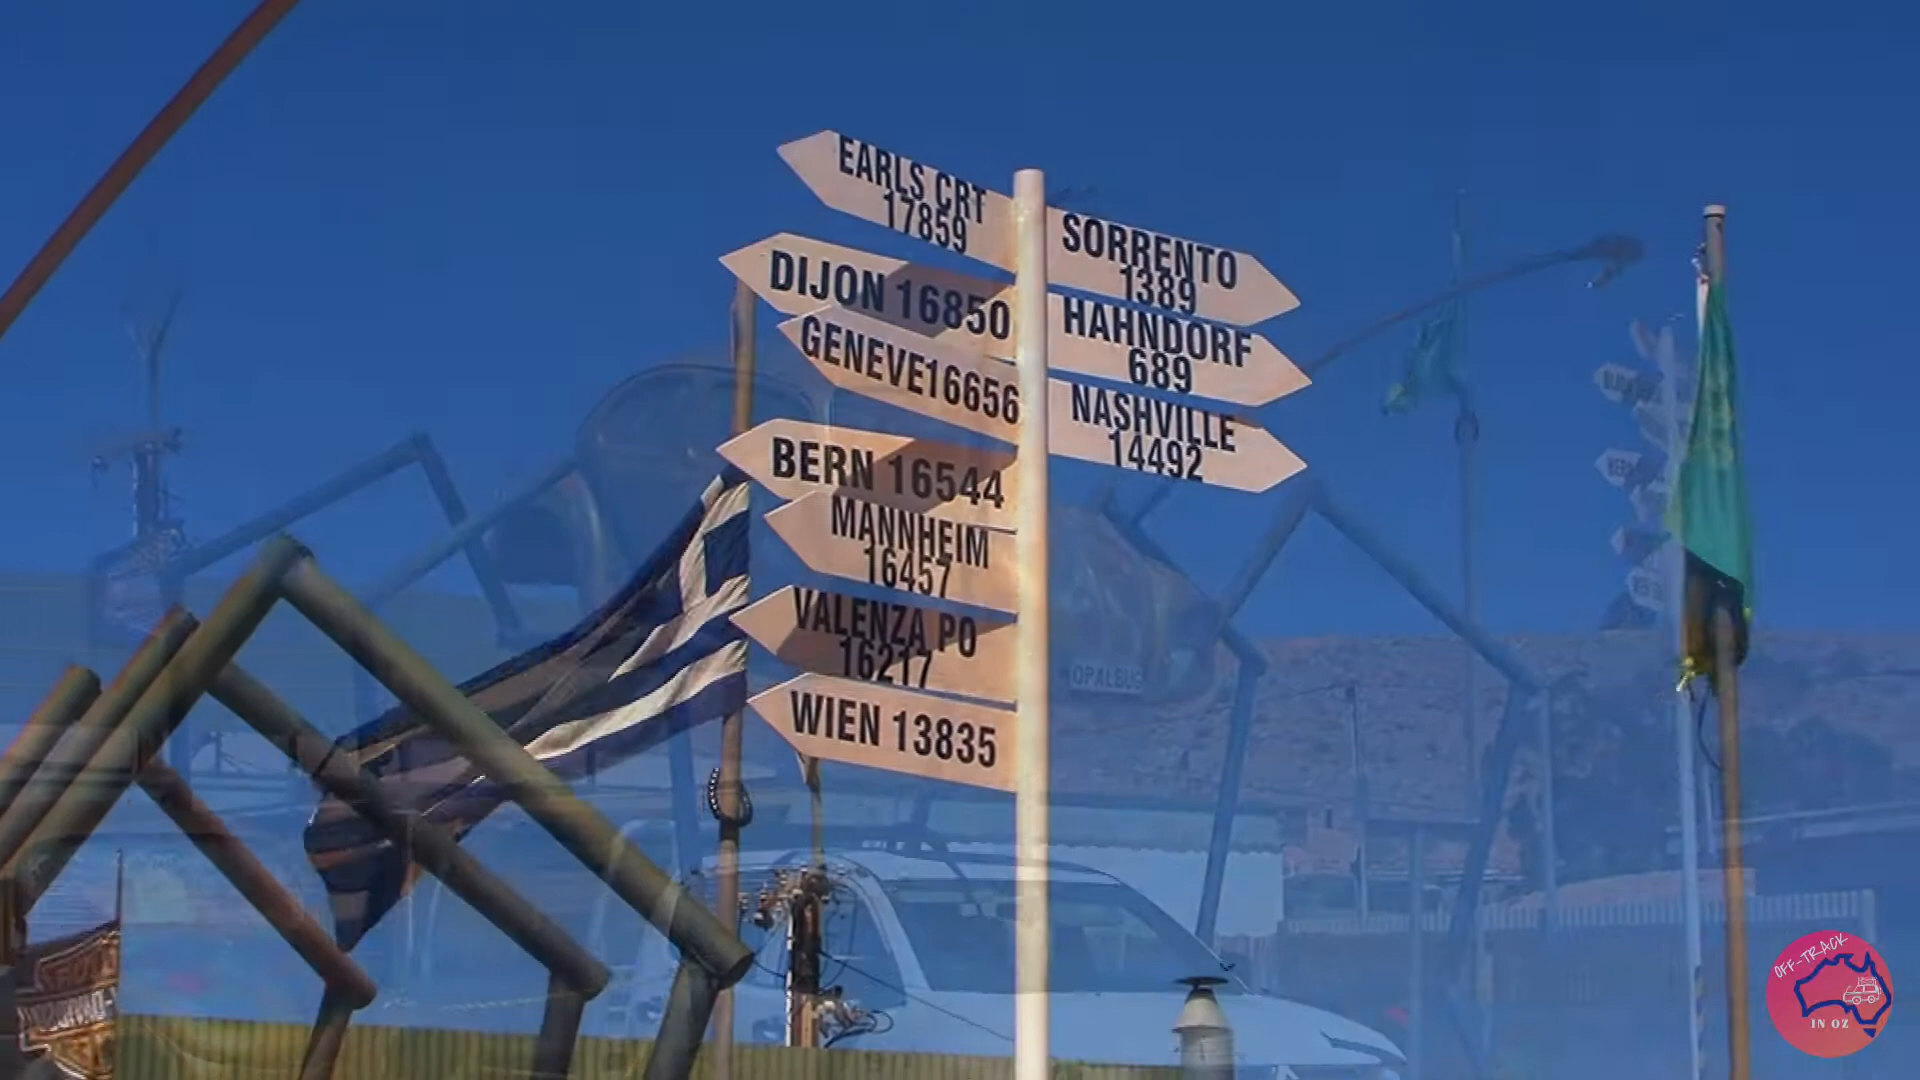 EARLS CRT
17859
SORRENTO
1389
DIJON 16850
HAHNDORF
689
GENEVE16656
NASHVILLE
14492
BERN 16544
MANNHEIM
16457
VALENZA PO
16217
OPALBUS
WIEN 13835
OFF-TRACK
IN OZ